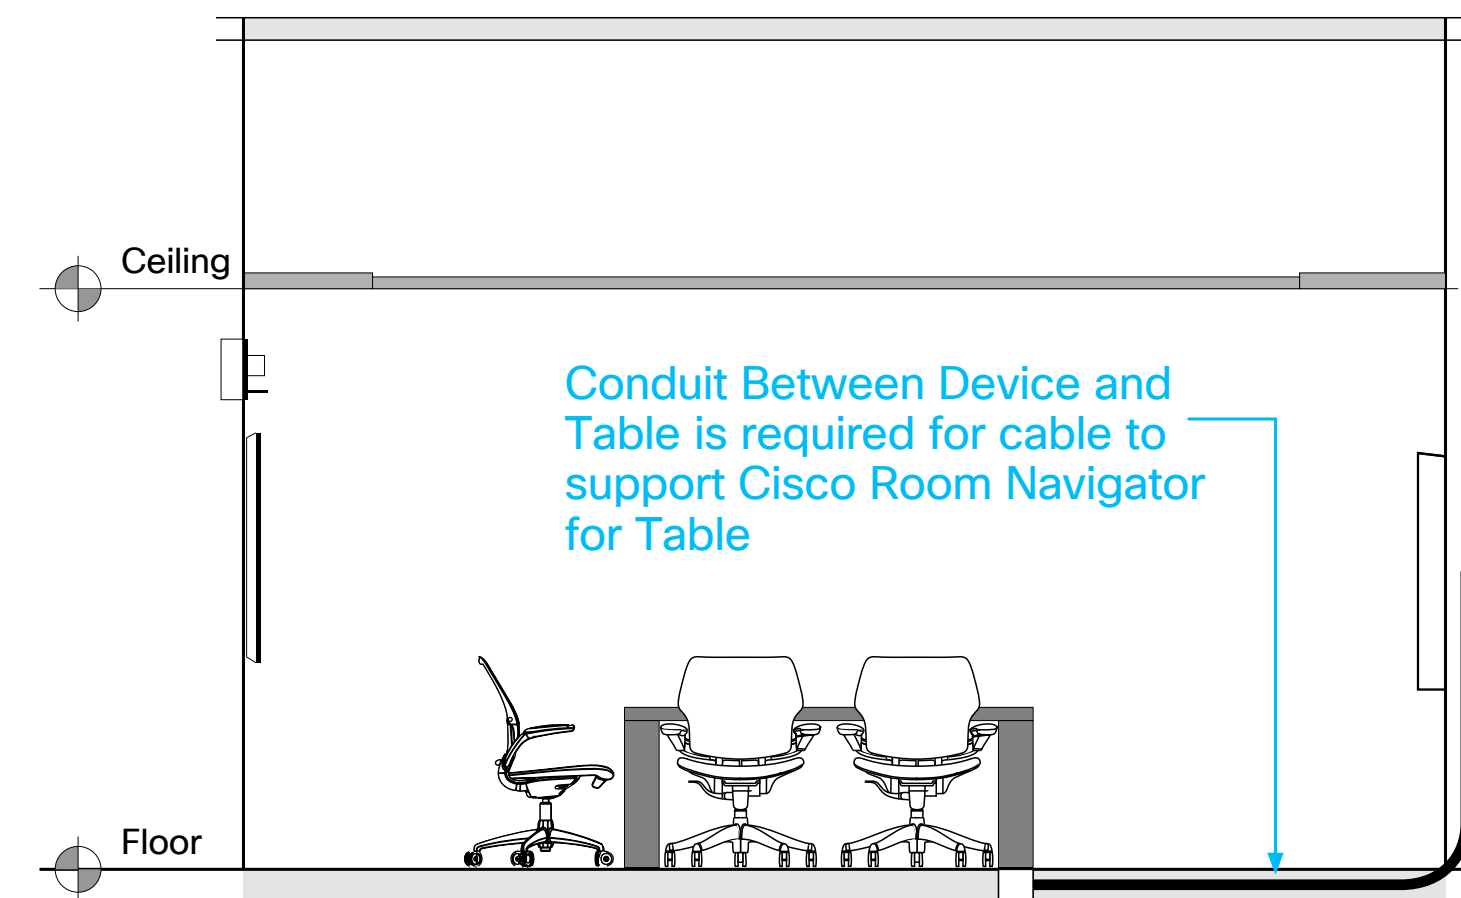 Ceiling
Conduit Between Device and
Table is required for cable to
support Cisco Room Navigator
for Table
Floor